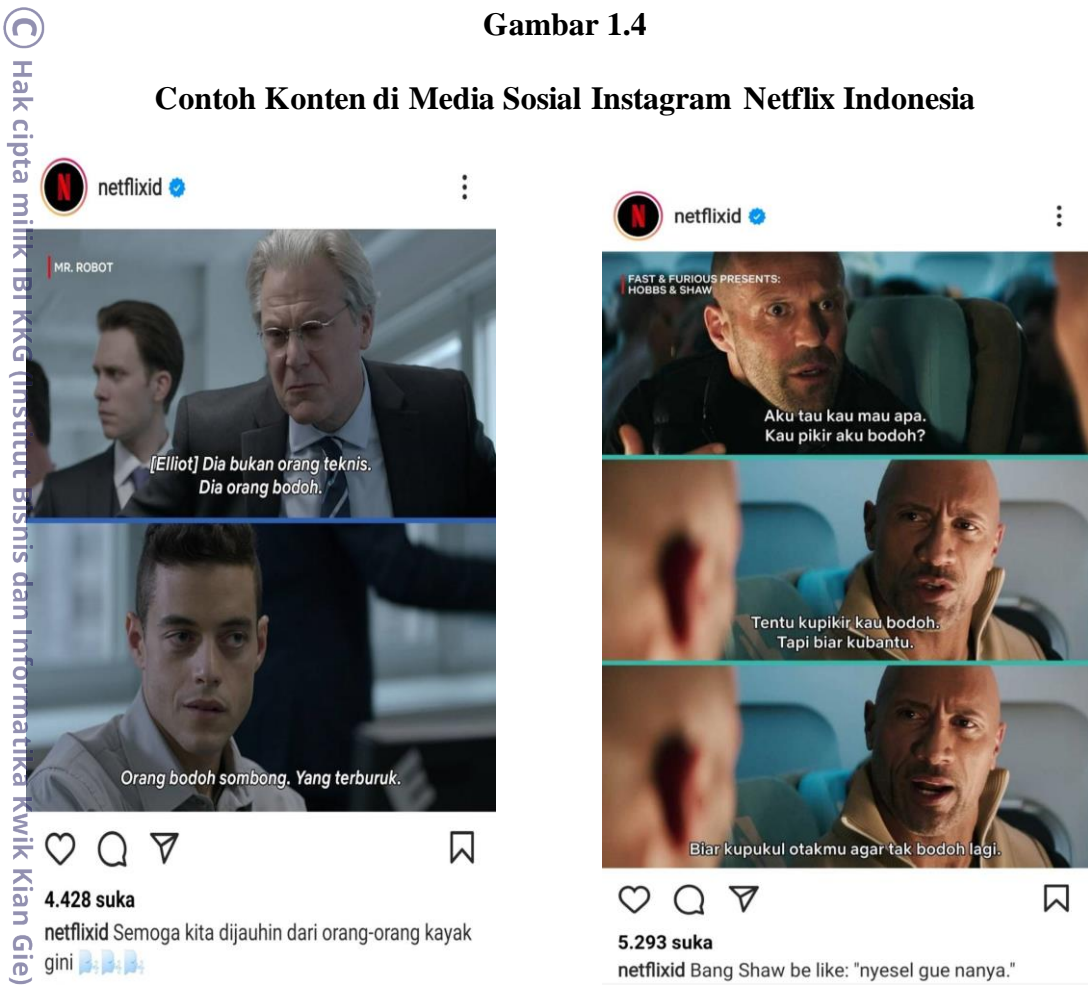 Gambar 1.4
Contoh Konten di Media Sosial Instagram Netflix Indonesia
© Hak cipta milik IBI KKG (Institut Bisnis dan Informatika Kwik Kian Gie)
N
netflixid
MR. ROBOT
[Elliot] Dia bukan orang teknis.
Dia orang bodoh.
Orang bodoh sombong. Yang terburuk.
4.428 suka
netflixid Semoga kita dijauhin dari orang-orang kayak
gini 🌬️🌬️🌬️
N
netflixid
FAST & FURIOUS PRESENTS:
HOBBS & SHAW
Aku tau kau mau apa.
Kau pikir aku bodoh?
Tentu kupikir kau bodoh.
Tapi biar kubantu.
Biar kupukul otakmu agar tak bodoh lagi.
5.293 suka
netflixid Bang Shaw be like: "nyesel gue nanya."